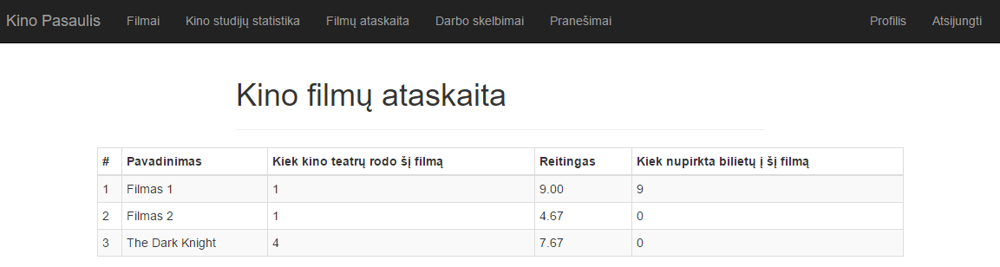 Kino Pasaulis Filmai Kino studijų statistika Filmų ataskaita Darbo skelbimai Pranešimai Profilis Atsijungti
Kino filmų ataskaita
# Pavadinimas Kiek kino teatrų rodo šį filmą Reitingas Kiek nupirkta bilietų į šį filmą
1 Filmas 1 1 9.00 9
2 Filmas 2 1 4.67 0
3 The Dark Knight 4 7.67 0